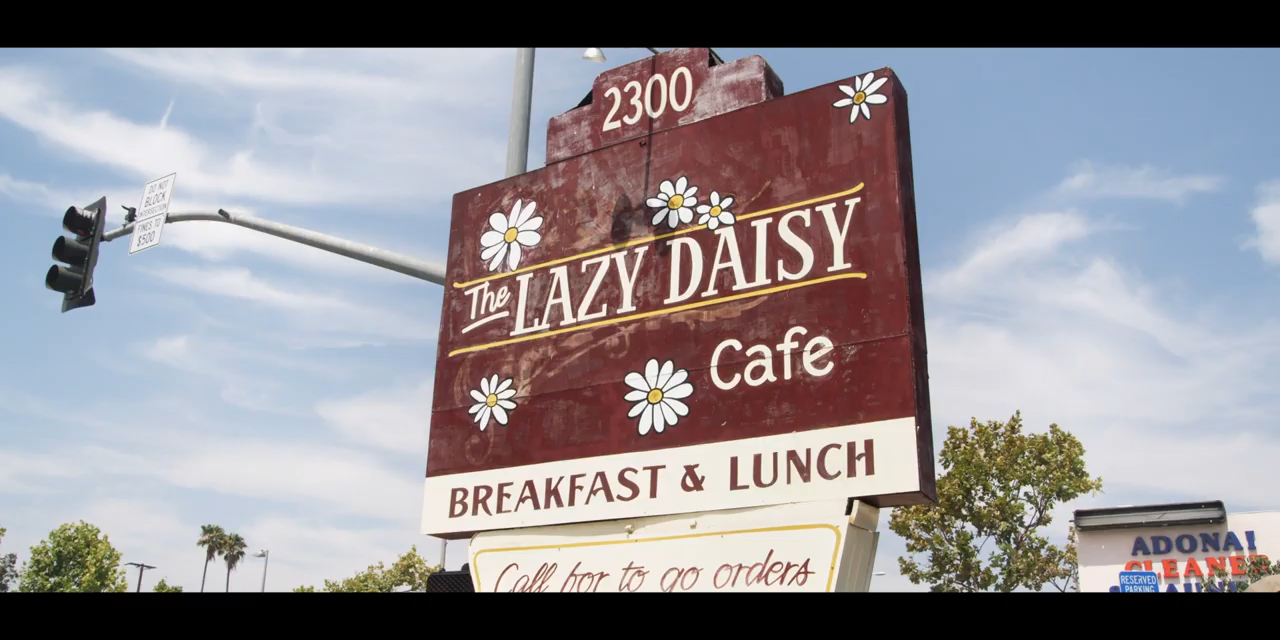 2300
The LAZY DAISY
Cafe
BREAKFAST & LUNCH
Call for to go orders
DO NOT
BLOCK
INTERSECTION
FINES TO
$500
ADONAI
CLEANER
RESERVED
PARKING